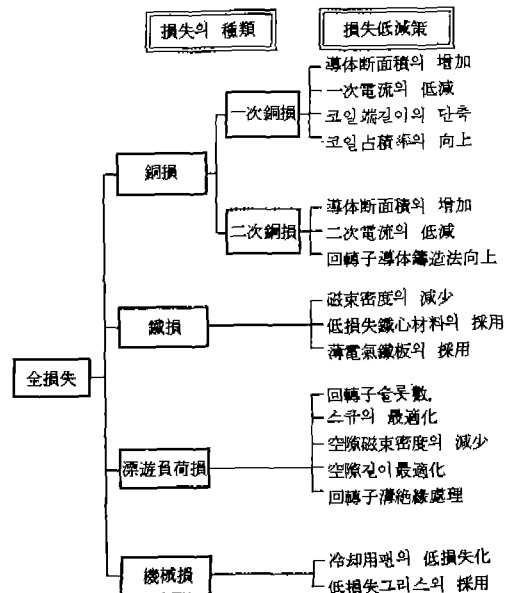 損失의 種類
損失低減策
全損失
銅損
一次銅損
導体断面積의 增加
一次電流의 低減
코일端길이의 단축
코일占積率의 向上
二次銅損
導体断面積의 增加
二次電流의 低減
回轉子導体鑄造法向上
鐵損
磁束密度의 減少
低損失鐵心材料의 採用
薄電氣鐵板의 採用
漂遊負荷損
回轉子슬롯數,
스큐의 最適化
空隙磁束密度의 減少
空隙길이最適化
回轉子溝絶緣處理
機械損
冷却用팬의 低損失化
低損失그리스의 採用